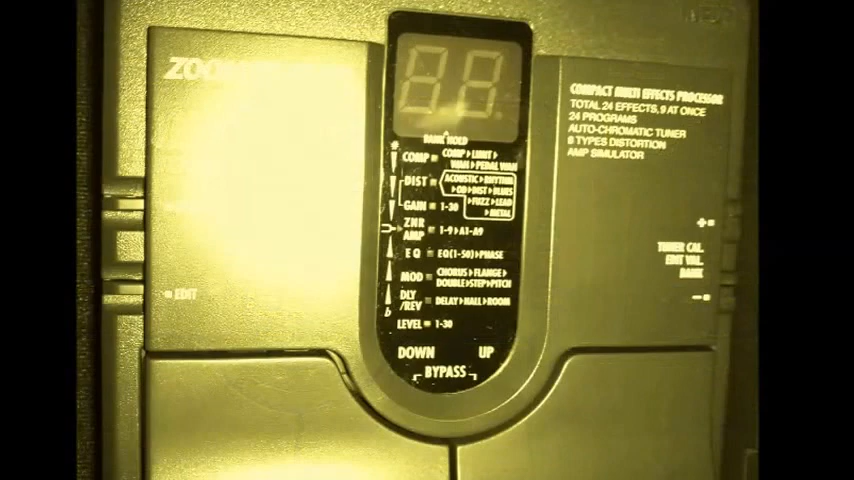 ZOOM
COMPACT MULTI EFFECTS PROCESSOR
TOTAL 24 EFFECTS, 9 AT ONCE
24 PROGRAMS
AUTO-CHROMATIC TUNER
8 TYPES DISTORTION
AMP SIMULATOR
BANK HOLD
COMP COMP▸LIMIT▸
WAH▸PEDAL WAH
DIST ACOUSTIC▸RHYTHM
▸OD▸DIST▸BLUES
▸FUZZ▸LEAD
▸METAL
GAIN 1-30
ZNR
AMP 1-9▸A1-A9
EQ EQ(1-50)▸PHASE
MOD CHORUS▸FLANGE▸
DOUBLE▸STEP▸PITCH
DLY
/REV DELAY▸HALL▸ROOM
LEVEL 1-30
DOWN UP
BYPASS
EDIT
+
TUNER CAL.
EDIT VAL.
BANK
−
# 
b